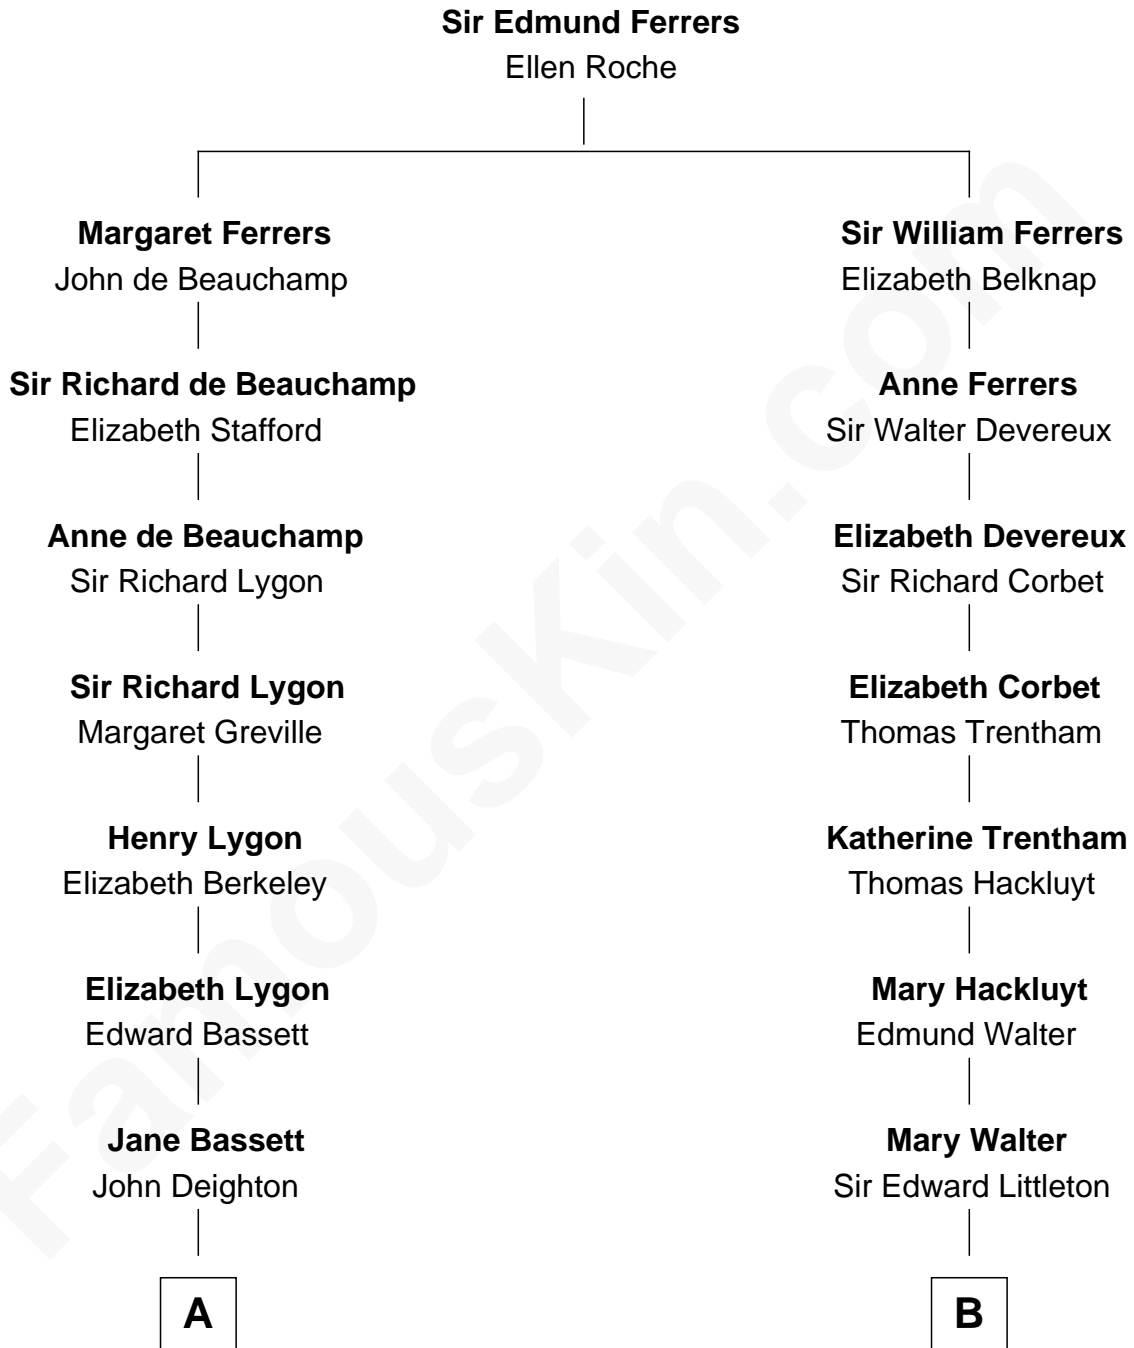 Sir Edmund Ferrers
Ellen Roche
Margaret Ferrers
John de Beauchamp
Sir William Ferrers
Elizabeth Belknap
Sir Richard de Beauchamp
Elizabeth Stafford
Anne Ferrers
Sir Walter Devereux
Anne de Beauchamp
Sir Richard Lygon
Elizabeth Devereux
Sir Richard Corbet
Sir Richard Lygon
Margaret Greville
Elizabeth Corbet
Thomas Trentham
Henry Lygon
Elizabeth Berkeley
Katherine Trentham
Thomas Hackluyt
Elizabeth Lygon
Edward Bassett
Mary Hackluyt
Edmund Walter
Jane Bassett
John Deighton
Mary Walter
Sir Edward Littleton
A
B
FamousKin.com